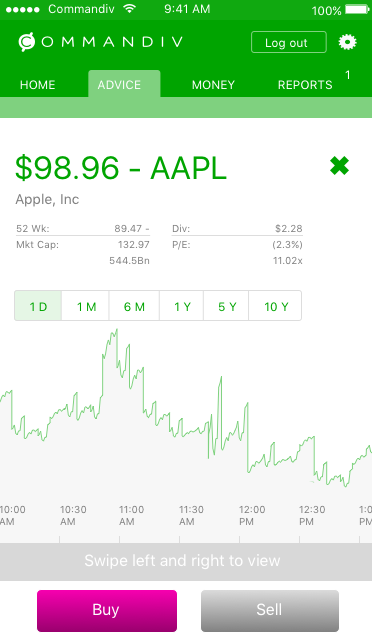 Commandiv 9:41 AM 100%
COMMANDIV Log out
HOME ADVICE MONEY REPORTS 1
$98.96 - AAPL
Apple, Inc
52 Wk: 89.47 - Div: $2.28
Mkt Cap: 132.97 P/E: (2.3%)
544.5Bn 11.02x
1 D 1 M 6 M 1 Y 5 Y 10 Y
10:00 10:30 11:00 11:30 12:00 12:30 1:0
AM AM AM AM PM PM PM
Swipe left and right to view
Buy Sell